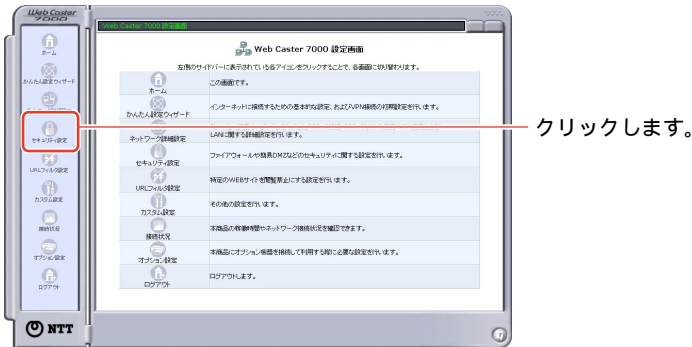 Web Caster
7000
Web Caster 7000 設定画面
ホーム
かんたん設定ウィザード
セキュリティ設定
URLフィルタ設定
カスタム設定
接続状況
オプション設定
ログアウト
NTT
Web Caster 7000 設定画面
左側のサイドバーに表示されている各アイコンをクリックすることで、各画面に切り替わります。
ホーム
この画面です。
かんたん設定ウィザード
インターネットに接続するための基本的な設定、およびVPN接続の初期設定を行います。
ネットワーク詳細設定
LANに関する詳細設定を行います。
セキュリティ設定
ファイアウォールや簡易DMZなどのセキュリティに関する設定を行います。
URLフィルタ設定
特定のWEBサイトを閲覧禁止にする設定を行います。
カスタム設定
その他の設定を行います。
接続状況
本商品の稼働時間やネットワーク接続状況を確認できます。
オプション設定
本商品にオプション機器を接続して利用する際に必要な設定を行います。
ログアウト
ログアウトします。
クリックします。